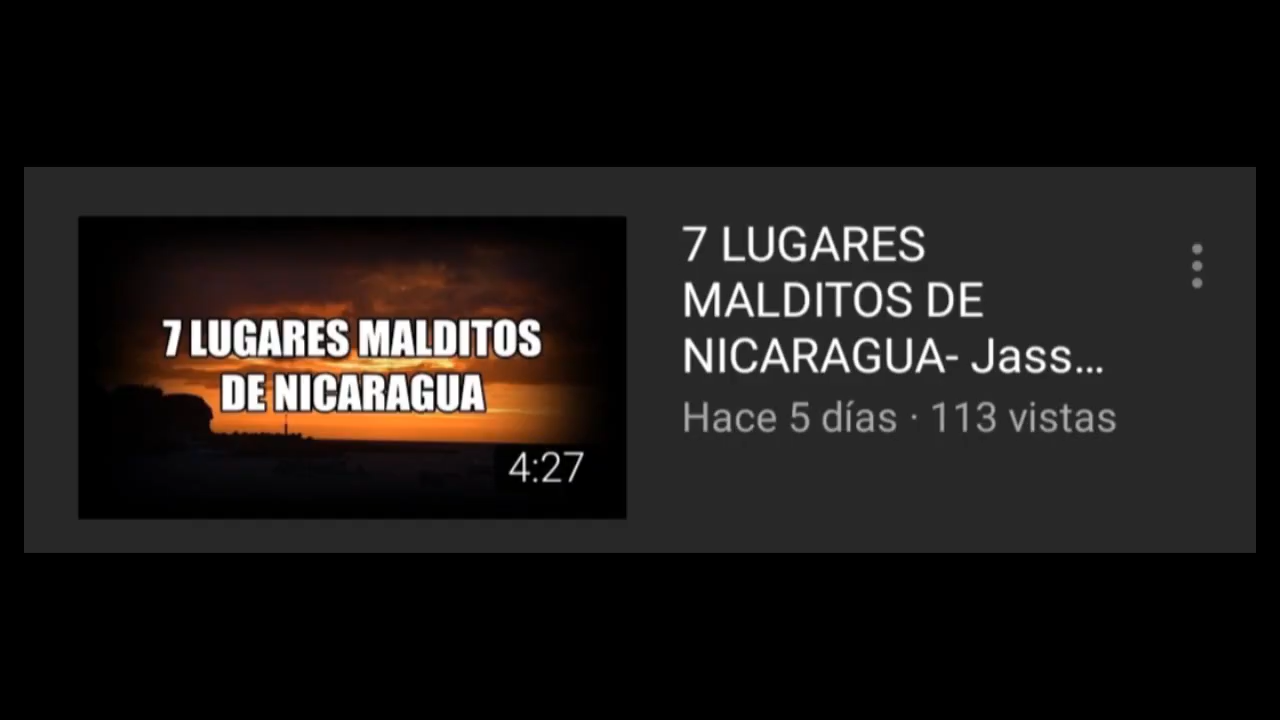 7 LUGARES MALDITOS
DE NICARAGUA
4:27
7 LUGARES
MALDITOS DE
NICARAGUA- Jass...
Hace 5 días · 113 vistas